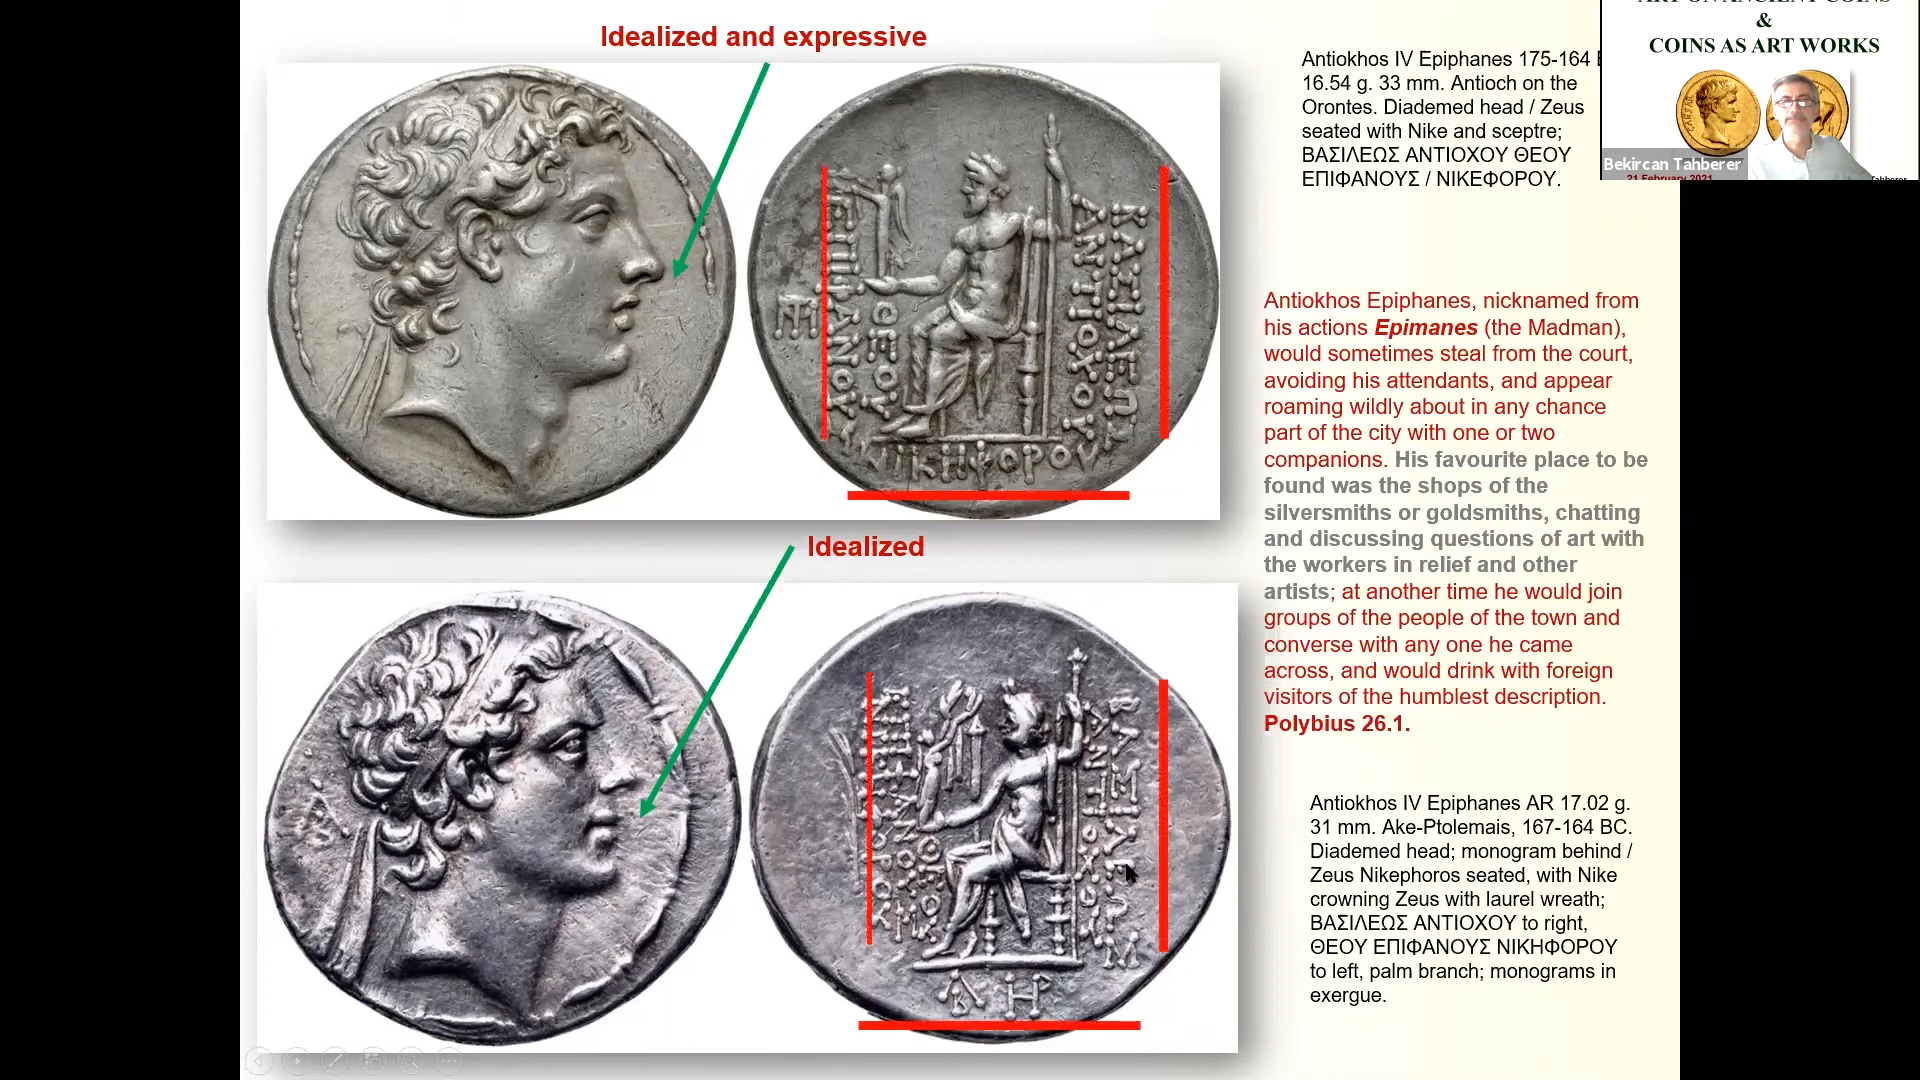 Idealized and expressive
Antiokhos IV Epiphanes 175-164
16.54 g. 33 mm. Antioch on the
Orontes. Diademed head / Zeus
seated with Nike and sceptre;
ΒΑΣΙΛΕΩΣ ΑΝΤΙΟΧΟΥ ΘΕΟΥ
ΕΠΙΦΑΝΟΥΣ / ΝΙΚΕΦΟΡΟΥ.
ART ON ANCIENT COINS
&
COINS AS ART WORKS
Bekircan Tahberer
21 February 2021
Tahberer
ΝΙΚΗΦΟΡΟΥ
Antiokhos Epiphanes, nicknamed from
his actions Epimanes (the Madman),
would sometimes steal from the court,
avoiding his attendants, and appear
roaming wildly about in any chance
part of the city with one or two
companions. His favourite place to be
found was the shops of the
silversmiths or goldsmiths, chatting
and discussing questions of art with
the workers in relief and other
artists; at another time he would join
groups of the people of the town and
converse with any one he came
across, and would drink with foreign
visitors of the humblest description.
Polybius 26.1.
Idealized
Antiokhos IV Epiphanes AR 17.02 g.
31 mm. Ake-Ptolemais, 167-164 BC.
Diademed head; monogram behind /
Zeus Nikephoros seated, with Nike
crowning Zeus with laurel wreath;
ΒΑΣΙΛΕΩΣ ΑΝΤΙΟΧΟΥ to right,
ΘΕΟΥ ΕΠΙΦΑΝΟΥΣ ΝΙΚΗΦΟΡΟΥ
to left, palm branch; monograms in
exergue.